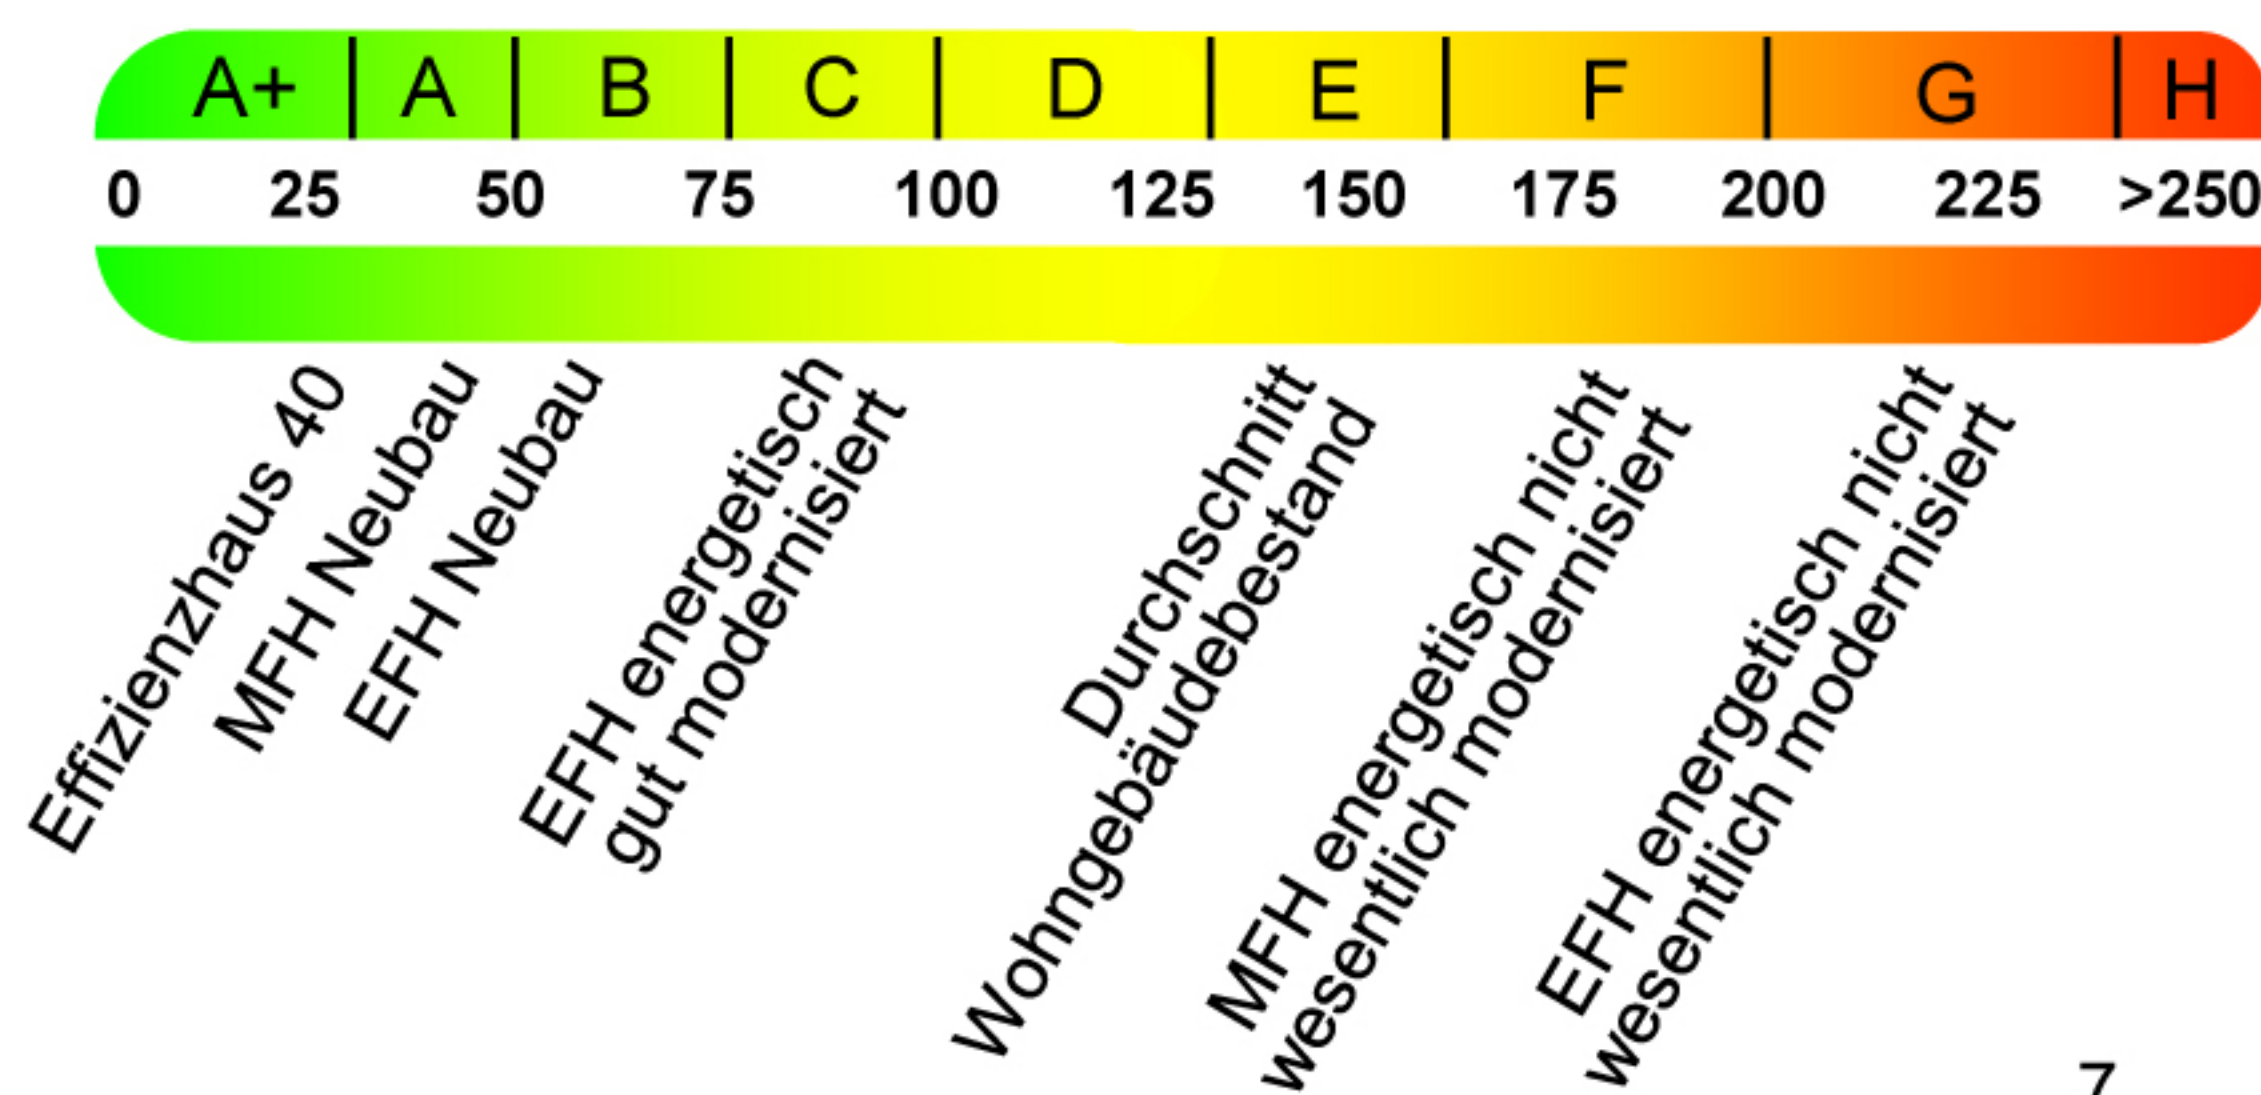 A+ A B C D E F G H
0 25 50 75 100 125 150 175 200 225 >250
Effizienzhaus 40
MFH Neubau
EFH Neubau
EFH energetisch
gut modernisiert
Durchschnitt
Wohngebäudebestand
MFH energetisch nicht
wesentlich modernisiert
EFH energetisch nicht
wesentlich modernisiert